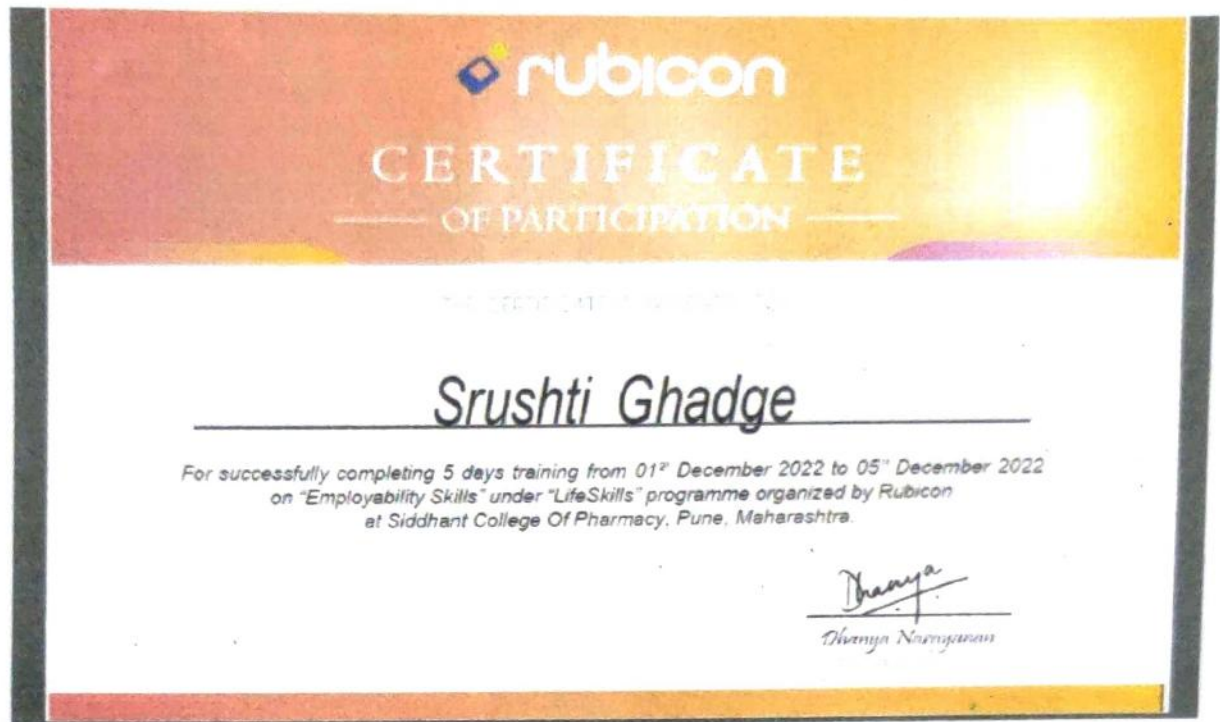 rubicon
CERTIFICATE
OF PARTICIPATION
Srushti Ghadge
For successfully completing 5 days training from 01st December 2022 to 05th December 2022
on "Employability Skills" under "LifeSkills" programme organized by Rubicon
at Siddhant College Of Pharmacy, Pune, Maharashtra.
Dhanya
Dhanya Narayanan